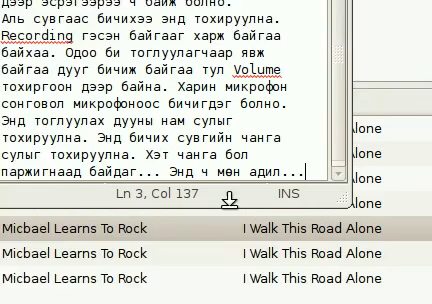 дээр эсрэгээрээ ч байж болно.
Аль сувгаас бичихээ энд тохируулна.
Recording гэсэн байгааг харж байгаа
байхаа. Одоо би тоглуулагчаар явж
байгаа дууг бичиж байгаа тул Volume
тохиргоон дээр байна. Харин микрофон
сонговол микрофоноос бичигдэг болно.
Энд тоглуулах дууны нам сулыг
тохируулна. Энд бичих сувгийн чанга
сулыг тохируулна. Хэт чанга бол
паржигнаад байдаг... Энд ч мөн адил...
Ln 3, Col 137 INS
Alone
Alone
Alone
Alone
Micbael Learns To Rock I Walk This Road Alone
Micbael Learns To Rock I Walk This Road Alone
Micbael Learns To Rock I Walk This Road Alone